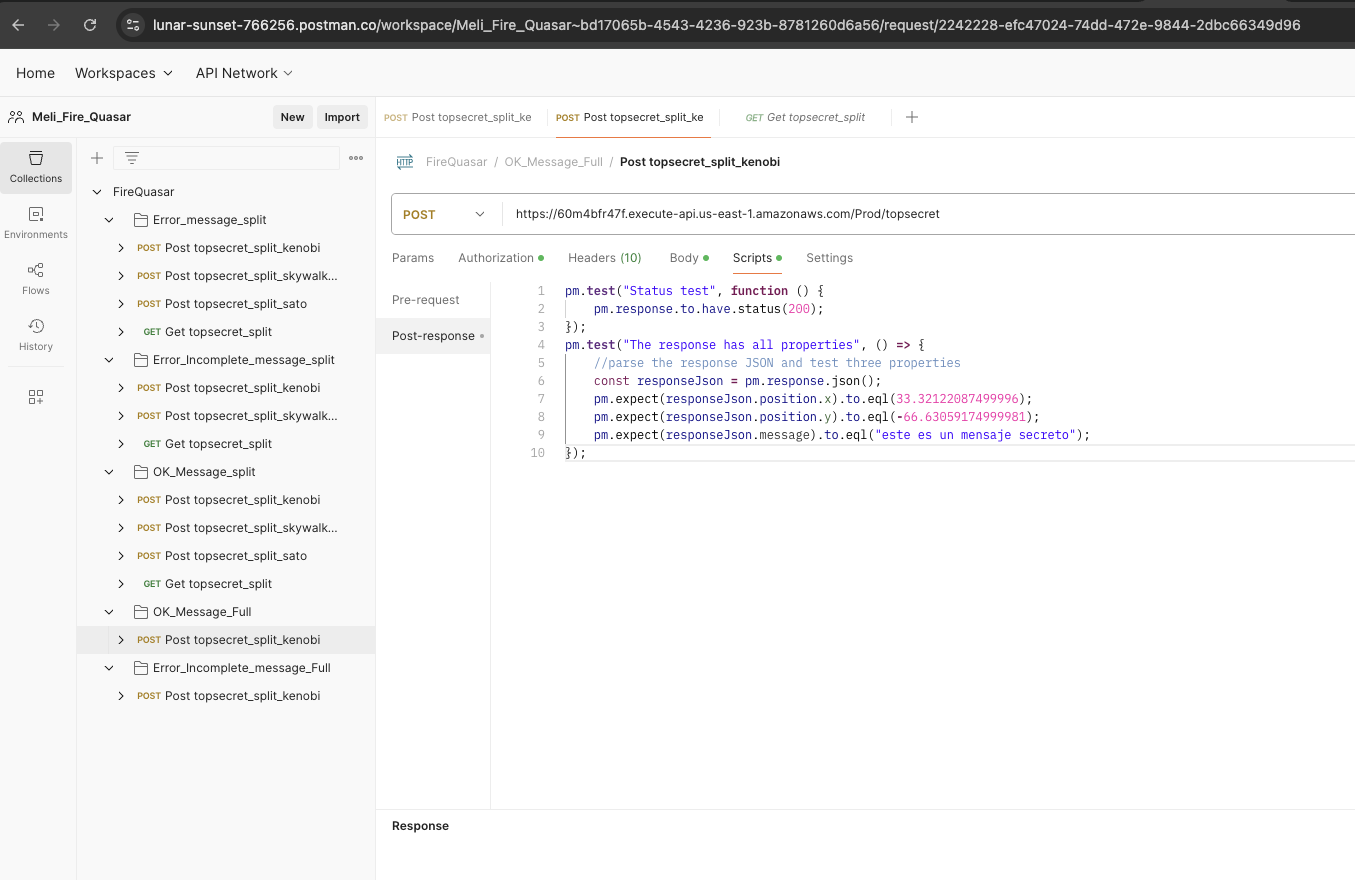 lunar-sunset-766256.postman.co/workspace/Meli_Fire_Quasar~bd17065b-4543-4236-923b-8781260d6a56/request/2242228-efc47024-74dd-472e-9844-2dbc66349d96
Home Workspaces API Network
Meli_Fire_Quasar New Import
Collections
Environments
Flows
History
FireQuasar
Error_message_split
POST Post topsecret_split_kenobi
POST Post topsecret_split_skywalk...
POST Post topsecret_split_sato
GET Get topsecret_split
Error_Incomplete_message_split
POST Post topsecret_split_kenobi
POST Post topsecret_split_skywalk...
GET Get topsecret_split
OK_Message_split
POST Post topsecret_split_kenobi
POST Post topsecret_split_skywalk...
POST Post topsecret_split_sato
GET Get topsecret_split
OK_Message_Full
POST Post topsecret_split_kenobi
Error_Incomplete_message_Full
POST Post topsecret_split_kenobi
POST Post topsecret_split_ke POST Post topsecret_split_ke GET Get topsecret_split
HTTP FireQuasar / OK_Message_Full / Post topsecret_split_kenobi
POST https://60m4bfr47f.execute-api.us-east-1.amazonaws.com/Prod/topsecret
Params Authorization Headers (10) Body Scripts Settings
Pre-request
Post-response
1 pm.test("Status test", function () {
2 pm.response.to.have.status(200);
3 });
4 pm.test("The response has all properties", () => {
5 //parse the response JSON and test three properties
6 const responseJson = pm.response.json();
7 pm.expect(responseJson.position.x).to.eql(33.32122087499996);
8 pm.expect(responseJson.position.y).to.eql(-66.63059174999981);
9 pm.expect(responseJson.message).to.eql("este es un mensaje secreto");
10 });
Response